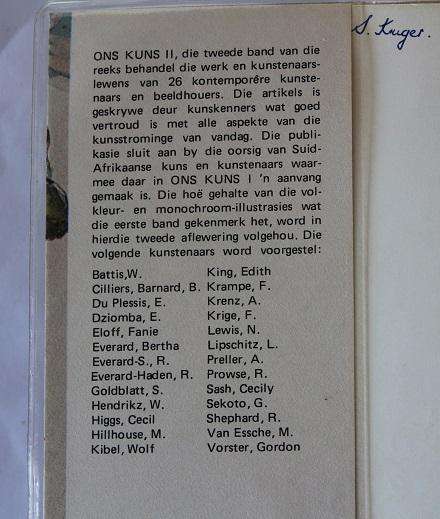 S. Kruger.
ONS KUNS II, die tweede band van die
reeks behandel die werk en kunstenaars-
lewens van 26 kontemporêre kunste-
naars en beeldhouers. Die artikels is
geskrywe deur kunskenners wat goed
vertroud is met alle aspekte van die
kunsstrominge van vandag. Die publi-
kasie sluit aan by die oorsig van Suid-
Afrikaanse kuns en kunstenaars waar-
mee daar in ONS KUNS I 'n aanvang
gemaak is. Die hoë gehalte van die vol-
kleur- en monochroom-illustrasies wat
die eerste band gekenmerk het, word in
hierdie tweede aflewering volgehou. Die
volgende kunstenaars word voorgestel:
Battis,W.
Cilliers, Barnard, B.
Du Plessis, E.
Dziomba, E.
Eloff, Fanie
Everard, Bertha
Everard-S., R.
Everard-Haden, R.
Goldblatt, S.
Hendrikz, W.
Higgs, Cecil
Hillhouse, M.
Kibel, Wolf
King, Edith
Krampe, F.
Krenz, A.
Krige, F.
Lewis, N.
Lipschitz, L.
Preller, A.
Prowse, R.
Sash, Cecily
Sekoto, G.
Shephard, R.
Van Essche, M.
Vorster, Gordon